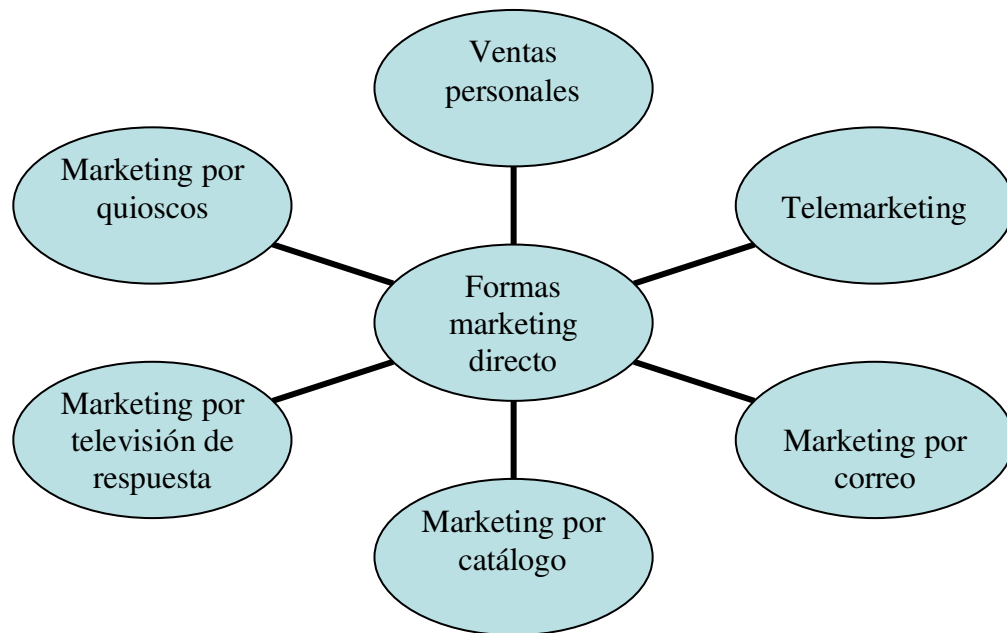 Ventas
personales
Marketing por
quioscos
Telemarketing
Formas
marketing
directo
Marketing por
televisión de
respuesta
Marketing por
correo
Marketing por
catálogo